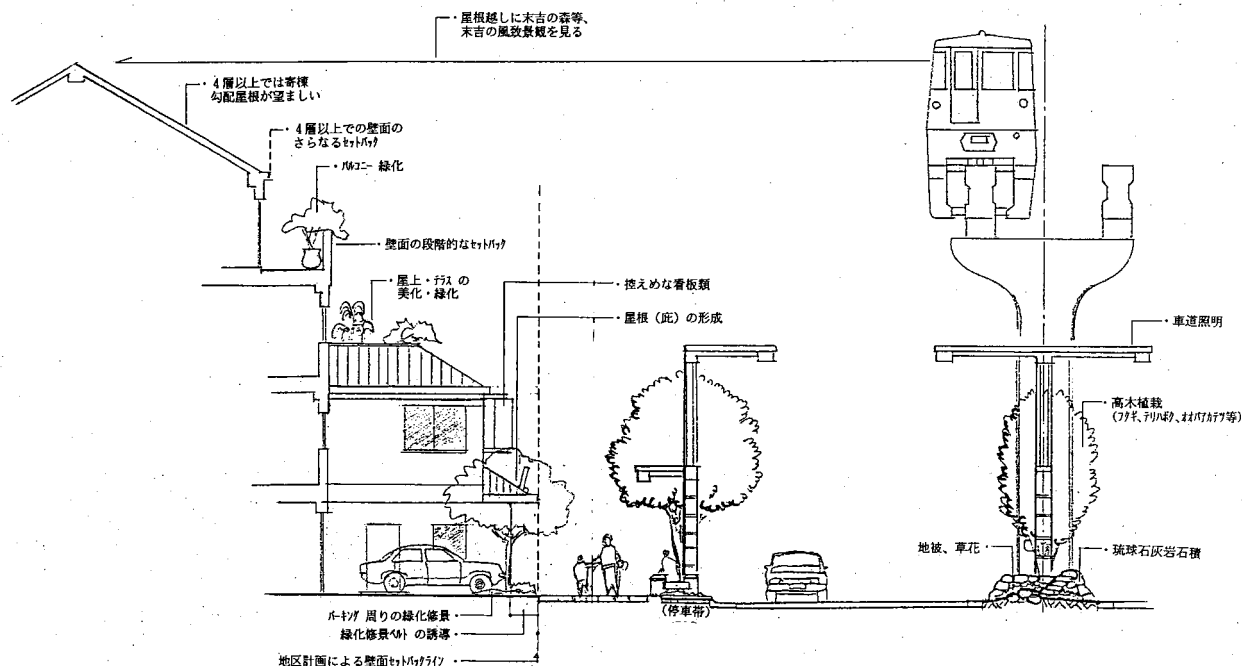 ・屋根越しに末吉の森等、
末吉の風致景観を見る
・4層以上では寄棟
勾配屋根が望ましい
・4層以上での壁面の
さらなるセットバック
・バルコニー 緑化
・壁面の段階的なセットバック
・屋上・テラス の
美化・緑化
・控えめな看板類
・屋根(庇)の形成
・車道照明
・高木植栽
(フクギ、テリハボク、オオバアカテツ等)
地被、草花
・琉球石灰岩石積
(停車帯)
パーキング 周りの緑化修景
緑化修景ベルト の誘導・
地区計画による壁面セットバックライン・